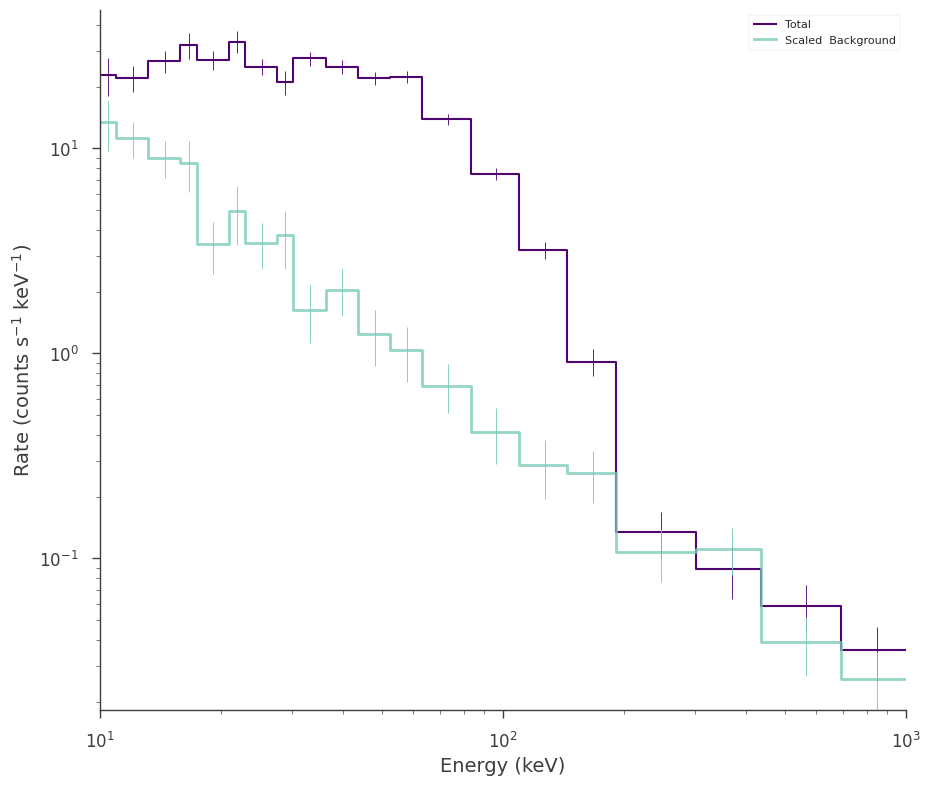 Total
Scaled  Background
Rate (counts s⁻¹ keV⁻¹)
10¹
10⁰
10⁻¹
10¹
10²
10³
Energy (keV)